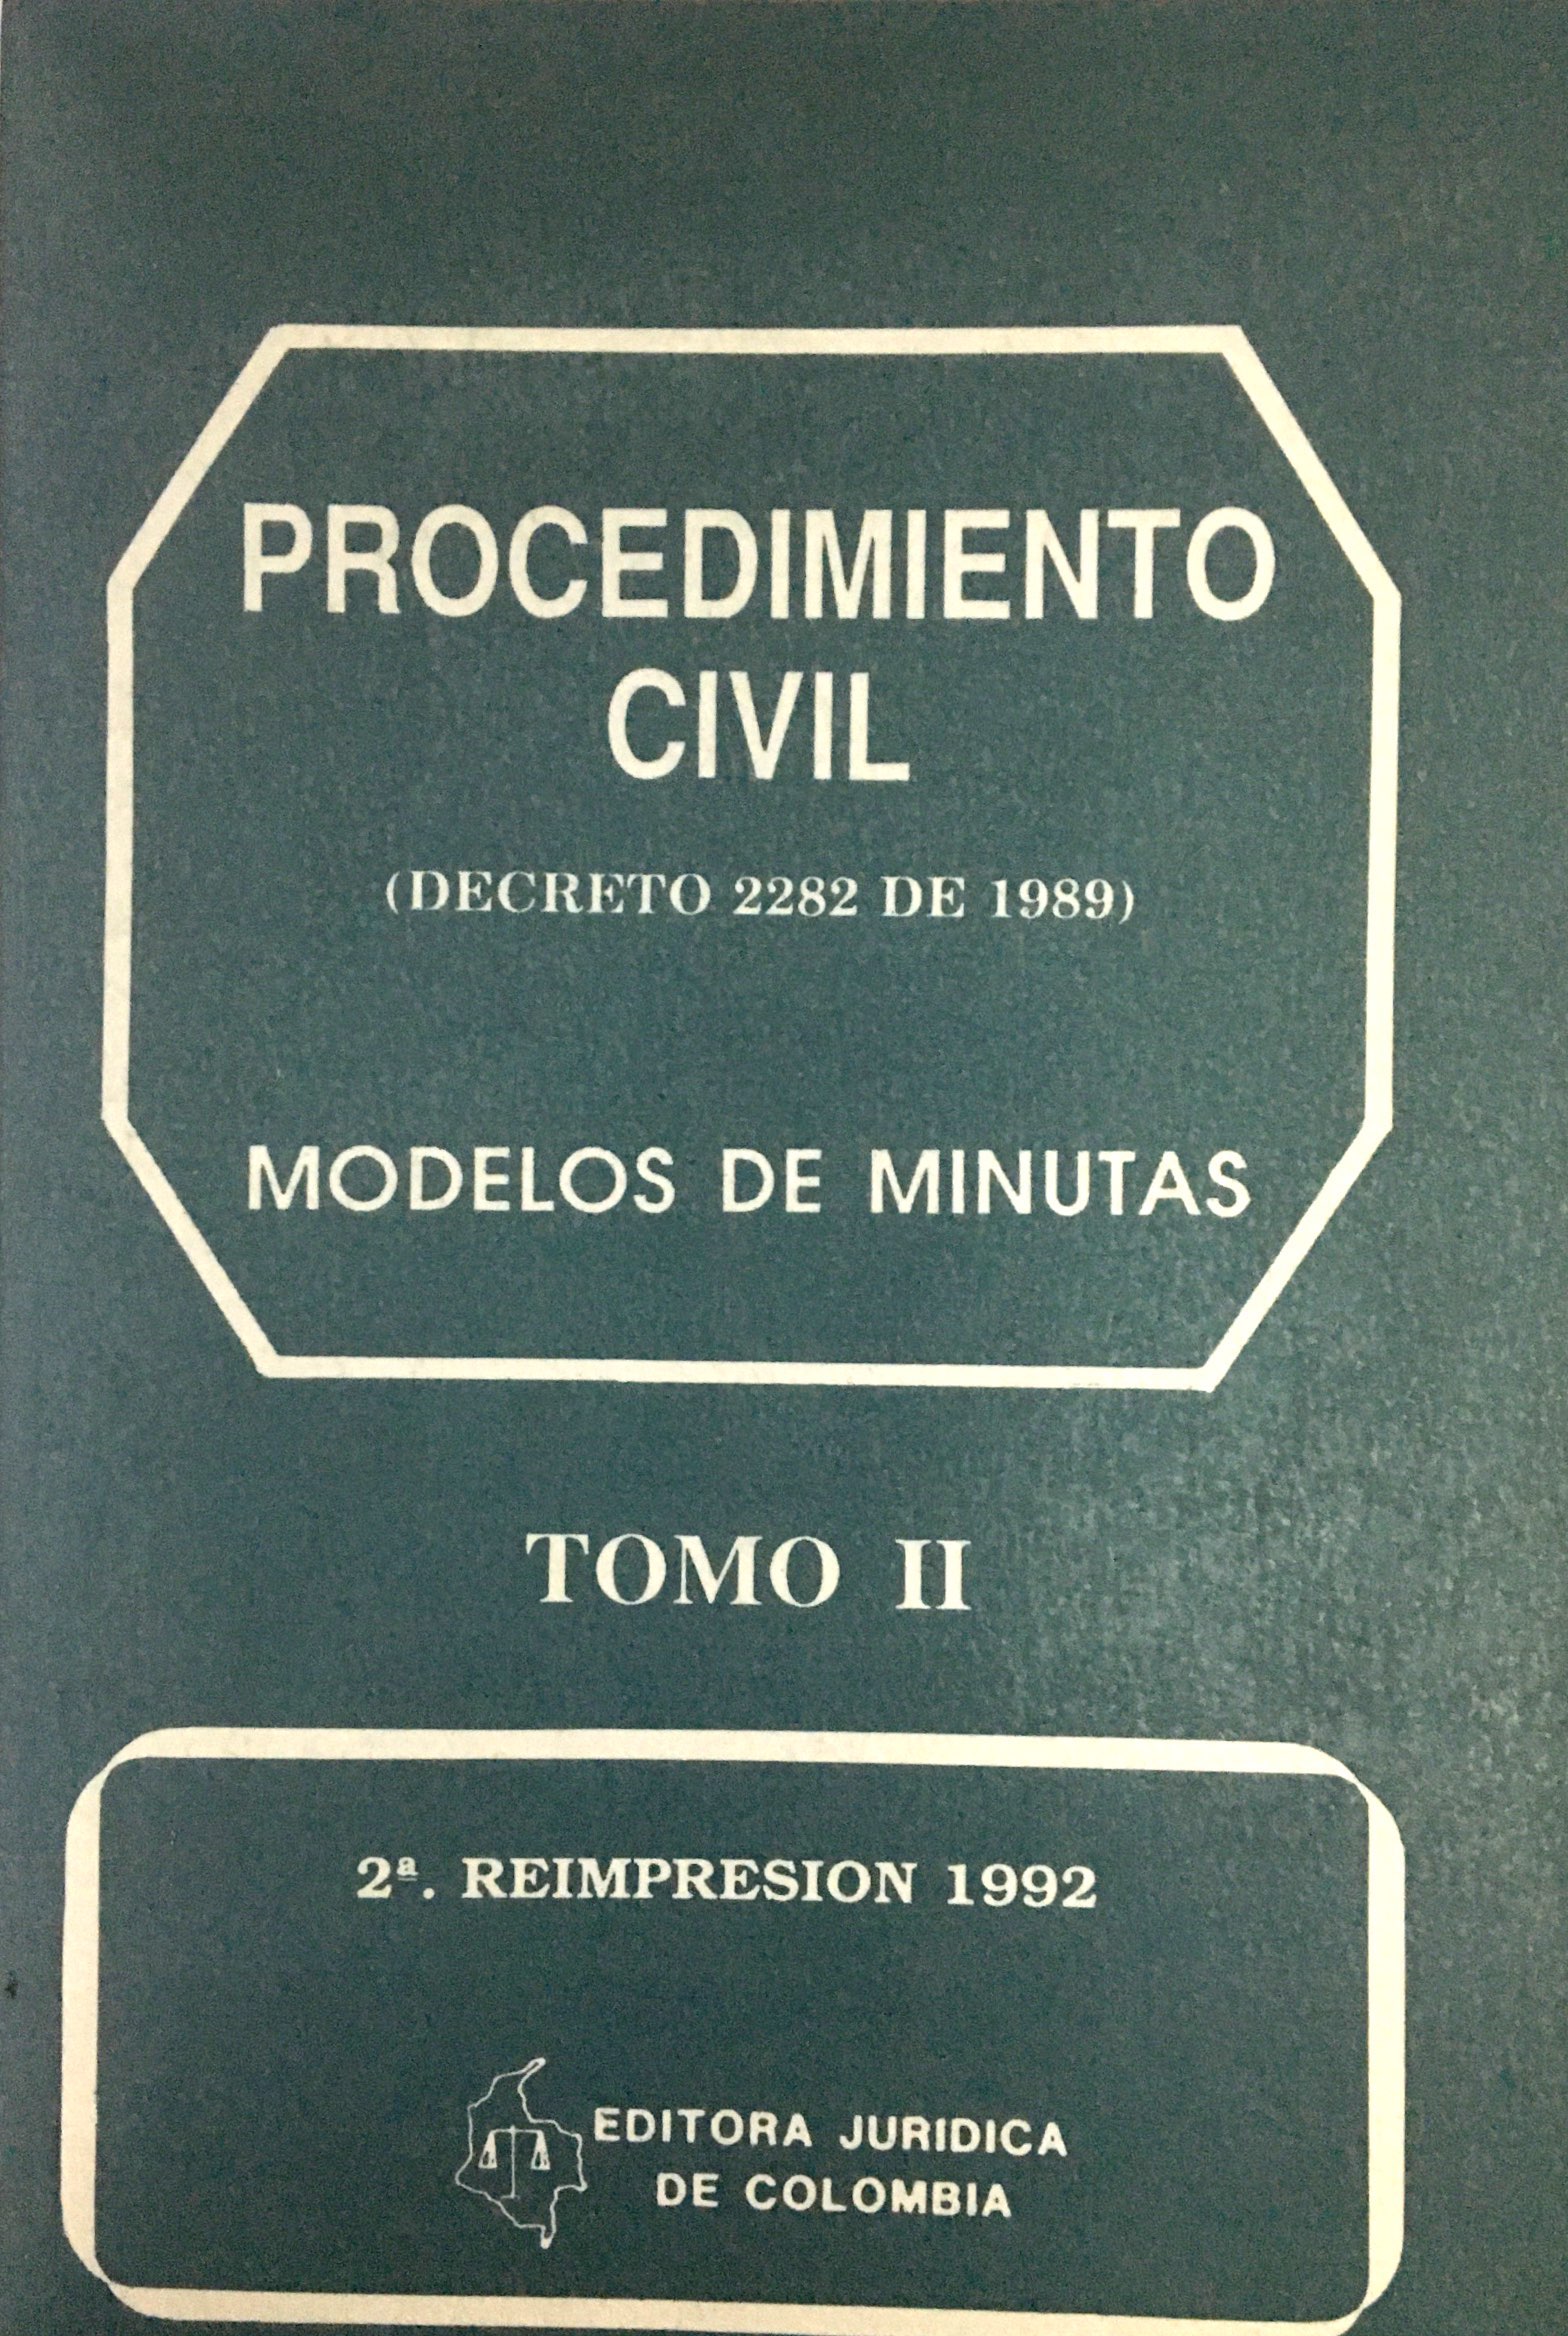 PROCEDIMIENTO
CIVIL
(DECRETO 2282 DE 1989)
MODELOS DE MINUTAS
TOMO II
2ª. REIMPRESION 1992
EDITORA JURIDICA
DE COLOMBIA